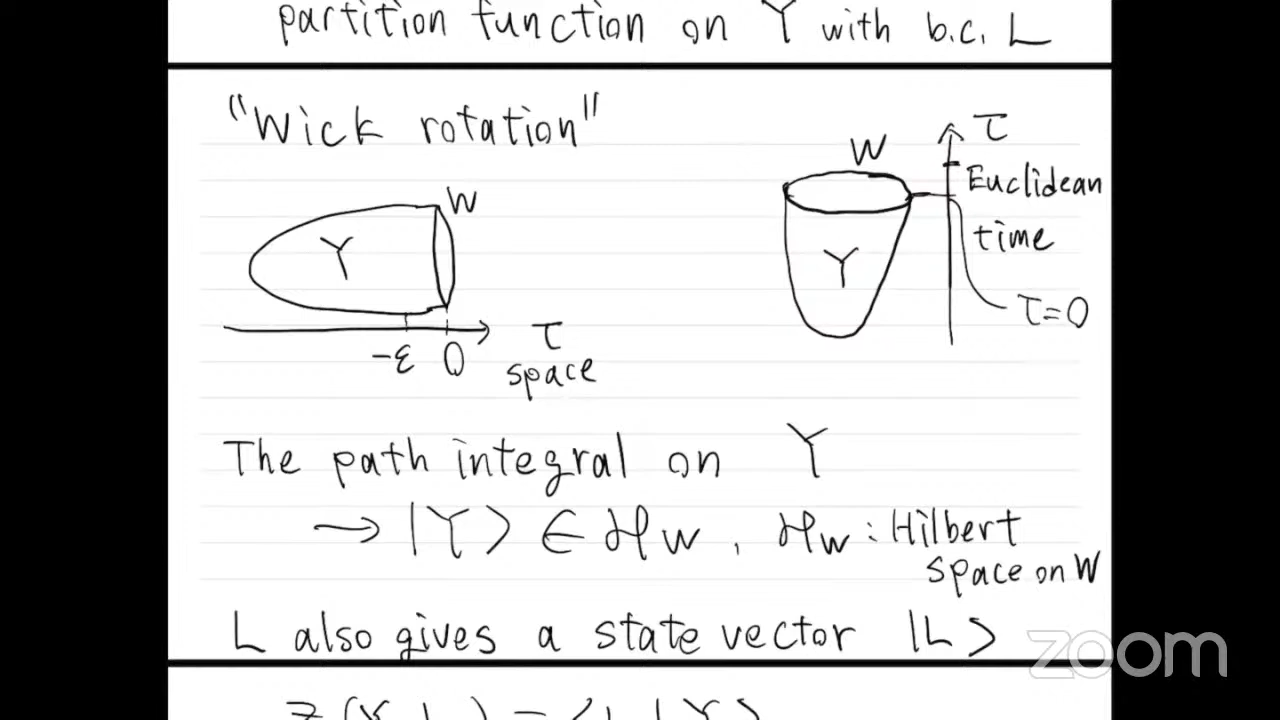 partition function on Y with b.c. L
"Wick rotation"
W
Y
-ε 0
τ
space
W
Y
τ
Euclidean
time
τ=0
The path integral on Y
→ |Y> ∈ ℋ_W , ℋ_W : Hilbert
space on W
L also gives a state vector |L>
zoom